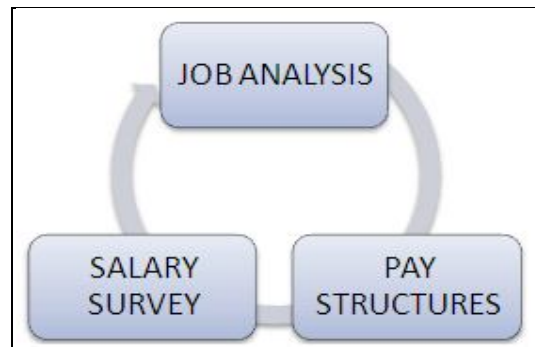 JOB ANALYSIS
SALARY
SURVEY
PAY
STRUCTURES